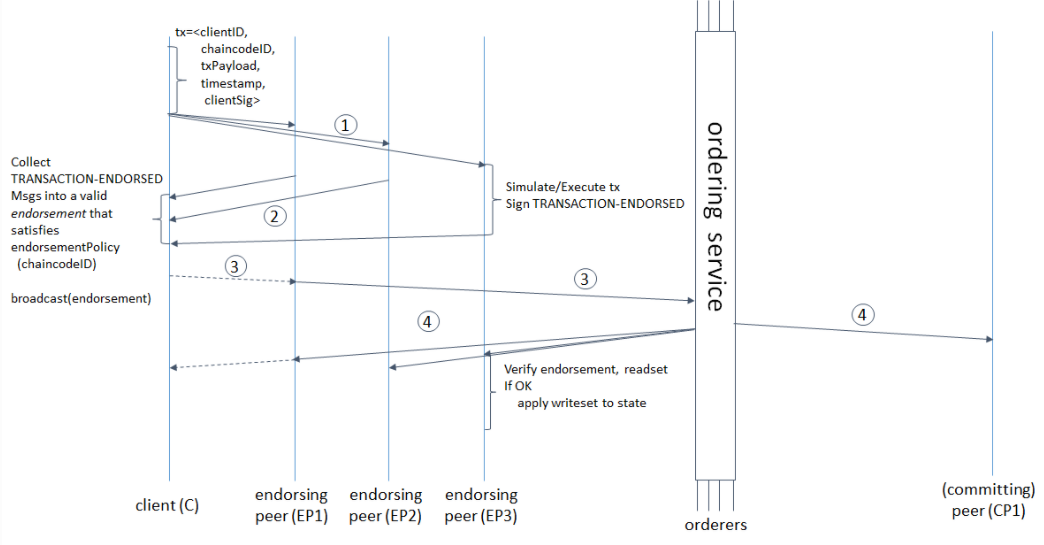 tx=<clientID,
chaincodeID,
txPayload,
timestamp,
clientSig>
1
Collect
TRANSACTION-ENDORSED
Msgs into a valid
endorsement that
satisfies
endorsementPolicy
(chaincodeID)
broadcast(endorsement)
2
Simulate/Execute tx
Sign TRANSACTION-ENDORSED
3
3
ordering service
4
4
Verify endorsement, readset
If OK
apply writeset to state
client (C)
endorsing
peer (EP1)
endorsing
peer (EP2)
endorsing
peer (EP3)
orderers
(committing)
peer (CP1)